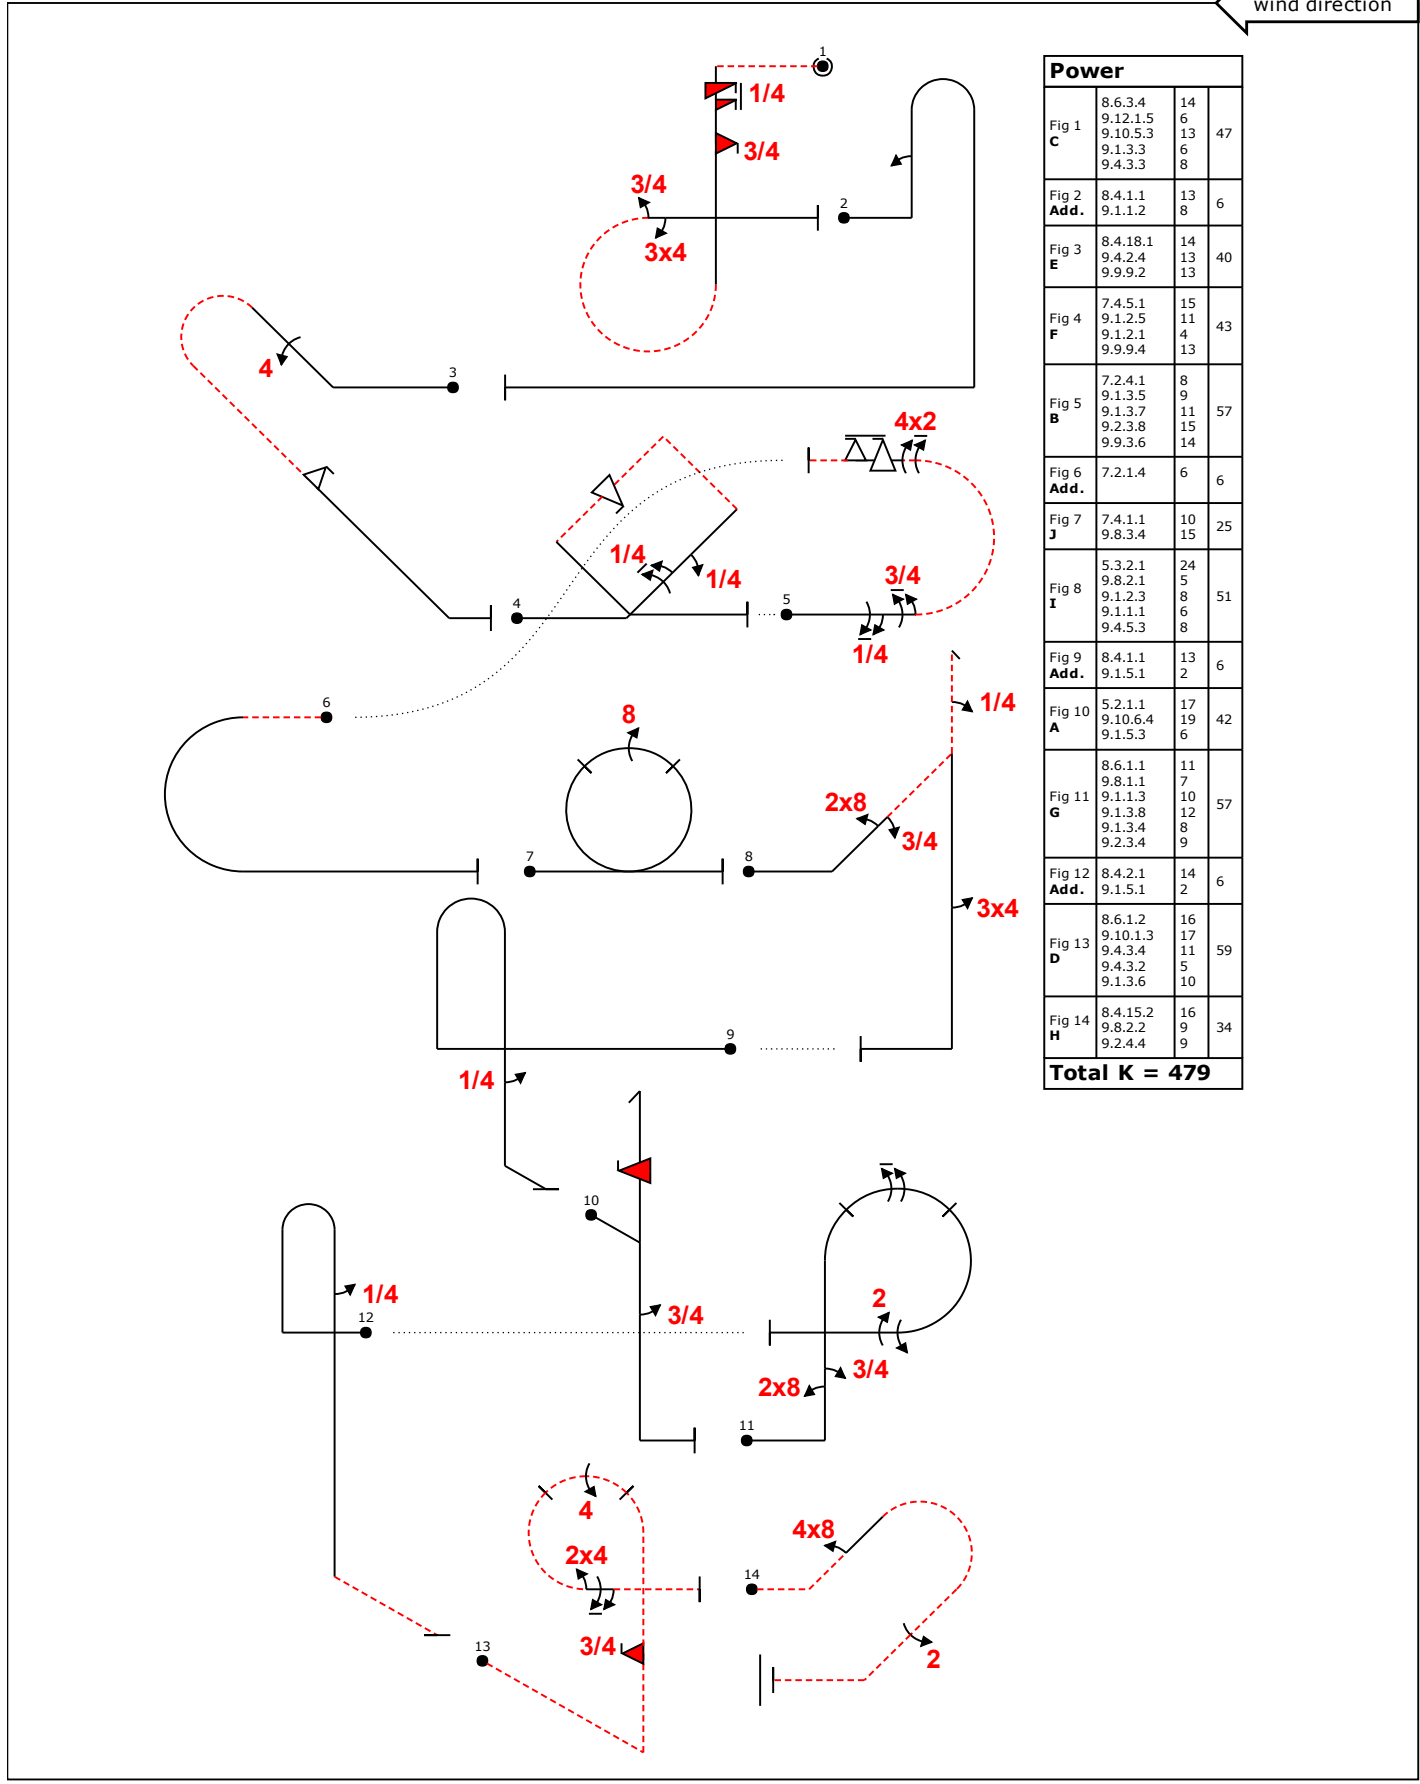 wind direction
1
1/4
3/4
3/4
3x4
2
4
3
4x2
1/4
1/4
4
5
3/4
1/4
6
8
1/4
2x8
3/4
7
8
3x4
9
1/4
10
3/4
2
1/4
12
3/4
2x8
11
4
2x4
4x8
14
3/4
13
2
Power
Fig 1 C 8.6.3.4 14 47
9.12.1.5 6
9.10.5.3 13
9.1.3.3 6
9.4.3.3 8
Fig 2 Add. 8.4.1.1 13 6
9.1.1.2 8
Fig 3 E 8.4.18.1 14 40
9.4.2.4 13
9.9.9.2 13
Fig 4 F 7.4.5.1 15 43
9.1.2.5 11
9.1.2.1 4
9.9.9.4 13
Fig 5 B 7.2.4.1 8 57
9.1.3.5 9
9.1.3.7 11
9.2.3.8 15
9.9.3.6 14
Fig 6 Add. 7.2.1.4 6 6
Fig 7 J 7.4.1.1 10 25
9.8.3.4 15
Fig 8 I 5.3.2.1 24 51
9.8.2.1 5
9.1.2.3 8
9.1.1.1 6
9.4.5.3 8
Fig 9 Add. 8.4.1.1 13 6
9.1.5.1 2
Fig 10 A 5.2.1.1 17 42
9.10.6.4 19
9.1.5.3 6
Fig 11 G 8.6.1.1 11 57
9.8.1.1 7
9.1.1.3 10
9.1.3.8 12
9.1.3.4 8
9.2.3.4 9
Fig 12 Add. 8.4.2.1 14 6
9.1.5.1 2
Fig 13 D 8.6.1.2 16 59
9.10.1.3 17
9.4.3.4 11
9.4.3.2 5
9.1.3.6 10
Fig 14 H 8.4.15.2 16 34
9.8.2.2 9
9.2.4.4 9
Total K = 479